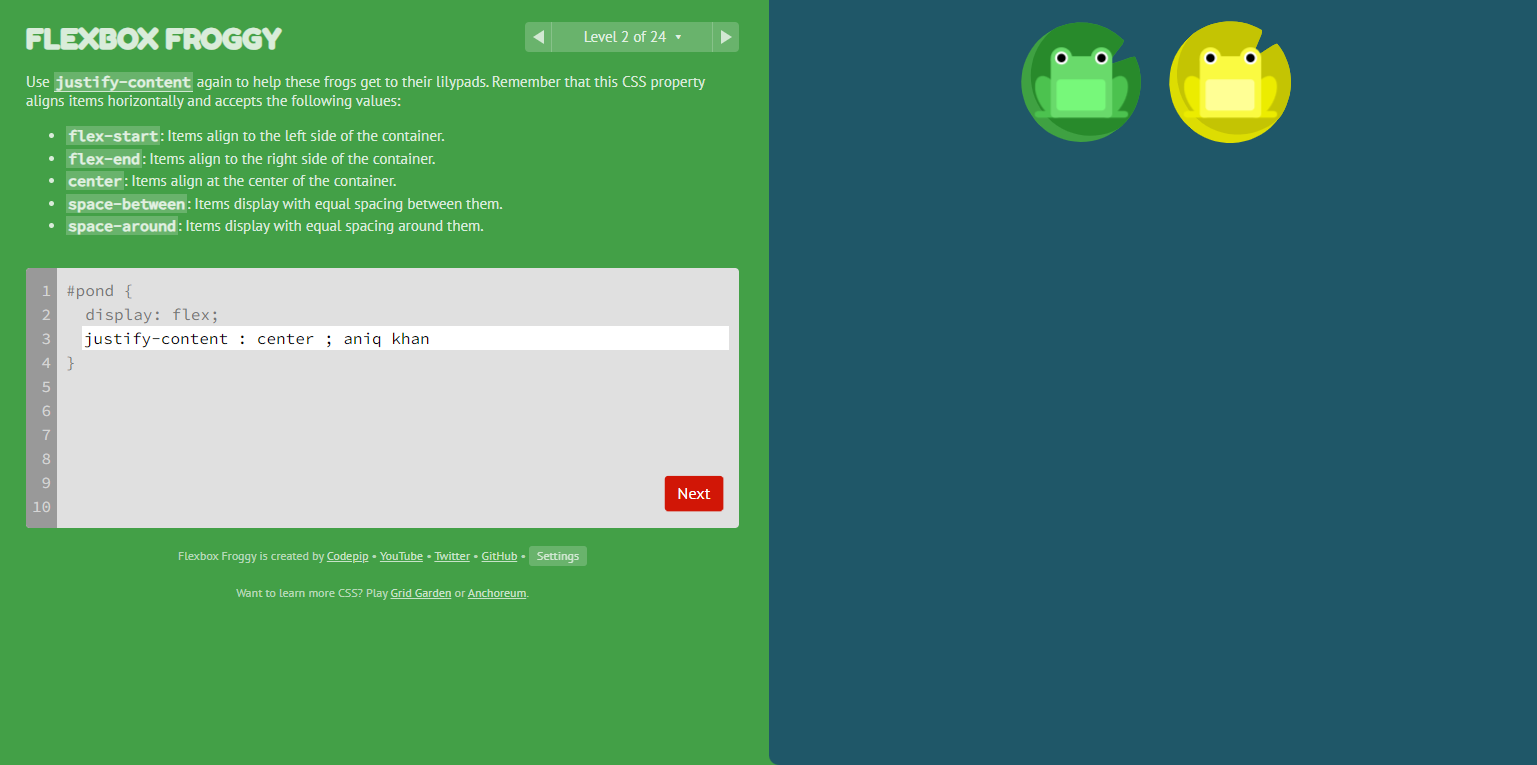 FLEXBOX FROGGY
Level 2 of 24
Use justify-content again to help these frogs get to their lilypads. Remember that this CSS property
aligns items horizontally and accepts the following values:
• flex-start: Items align to the left side of the container.
• flex-end: Items align to the right side of the container.
• center: Items align at the center of the container.
• space-between: Items display with equal spacing between them.
• space-around: Items display with equal spacing around them.
1 #pond {
2 display: flex;
3 justify-content : center ; aniq khan
4 }
5
6
7
8
9
10
Next
Flexbox Froggy is created by Codepip • YouTube • Twitter • GitHub • Settings
Want to learn more CSS? Play Grid Garden or Anchoreum.